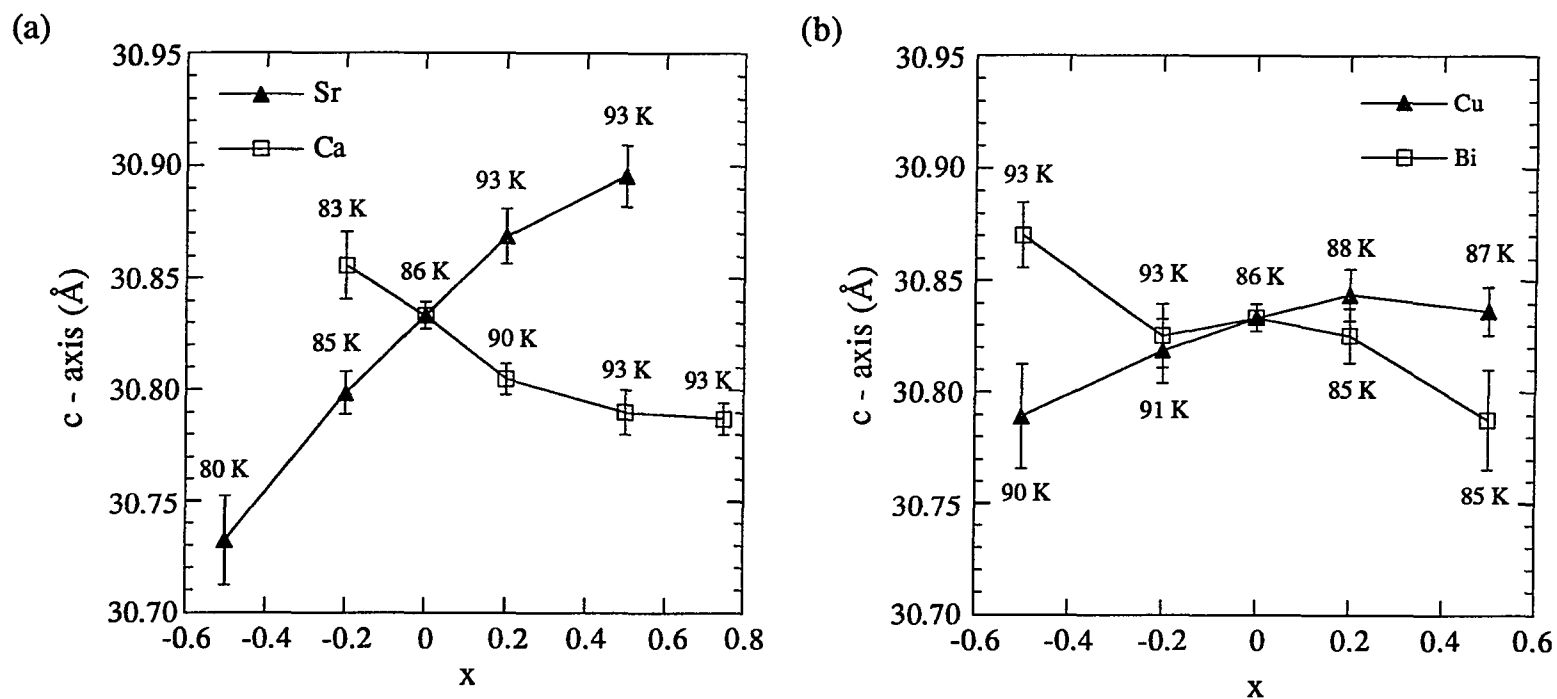 (a)
30.95
30.90
30.85
30.80
30.75
30.70
c - axis (Å)
Sr
Ca
93 K
93 K
83 K
86 K
85 K
90 K
93 K
93 K
80 K
-0.6 -0.4 -0.2 0 0.2 0.4 0.6 0.8
x
(b)
30.95
30.90
30.85
30.80
30.75
30.70
c - axis (Å)
Cu
Bi
93 K
93 K
86 K
88 K
87 K
91 K
85 K
90 K
85 K
-0.6 -0.4 -0.2 0 0.2 0.4 0.6
x